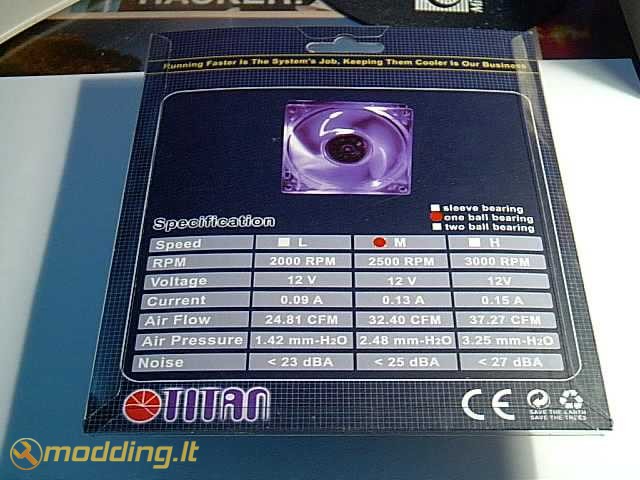 HACKER
Running Faster Is The System's Job, Keeping Them Cooler Is Our Business
sleeve bearing
one ball bearing
two ball bearing
Specification
Speed L M H
RPM 2000 RPM 2500 RPM 3000 RPM
Voltage 12 V 12 V 12V
Current 0.09 A 0.13 A 0.15 A
Air Flow 24.81 CFM 32.40 CFM 37.27 CFM
Air Pressure 1.42 mm-H2O 2.48 mm-H2O 3.25 mm-H2O
Noise < 23 dBA < 25 dBA < 27 dBA
TITAN
CE
SAVE THE EARTH
SAVE THE TREES
modding.lt